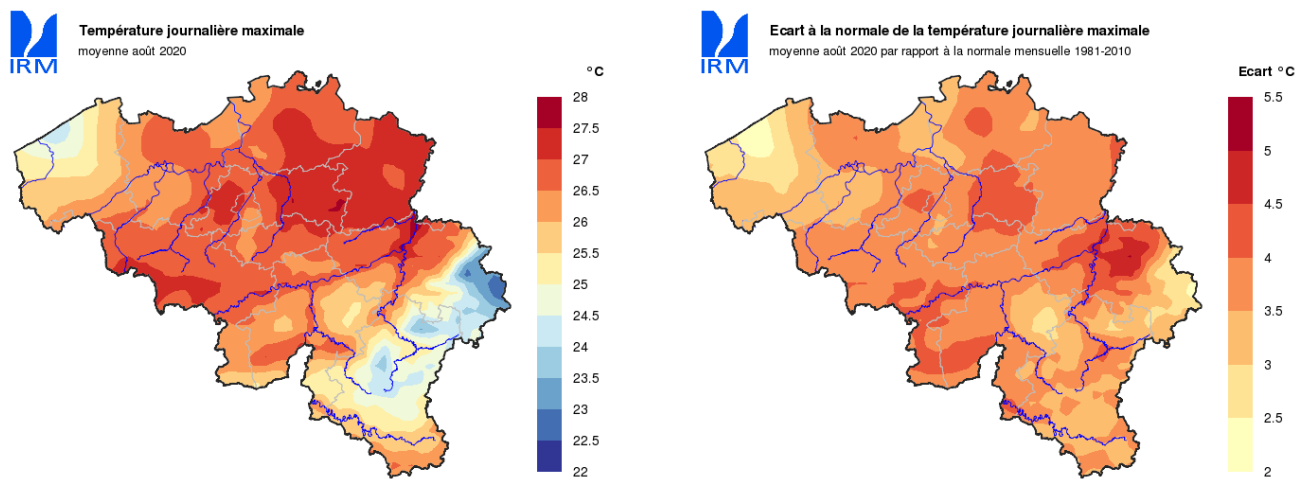 IRM
Température journalière maximale
moyenne août 2020
°C
28
27.5
27
26.5
26
25.5
25
24.5
24
23.5
23
22.5
22
IRM
Ecart à la normale de la température journalière maximale
moyenne août 2020 par rapport à la normale mensuelle 1981-2010
Ecart °C
5.5
5
4.5
4
3.5
3
2.5
2